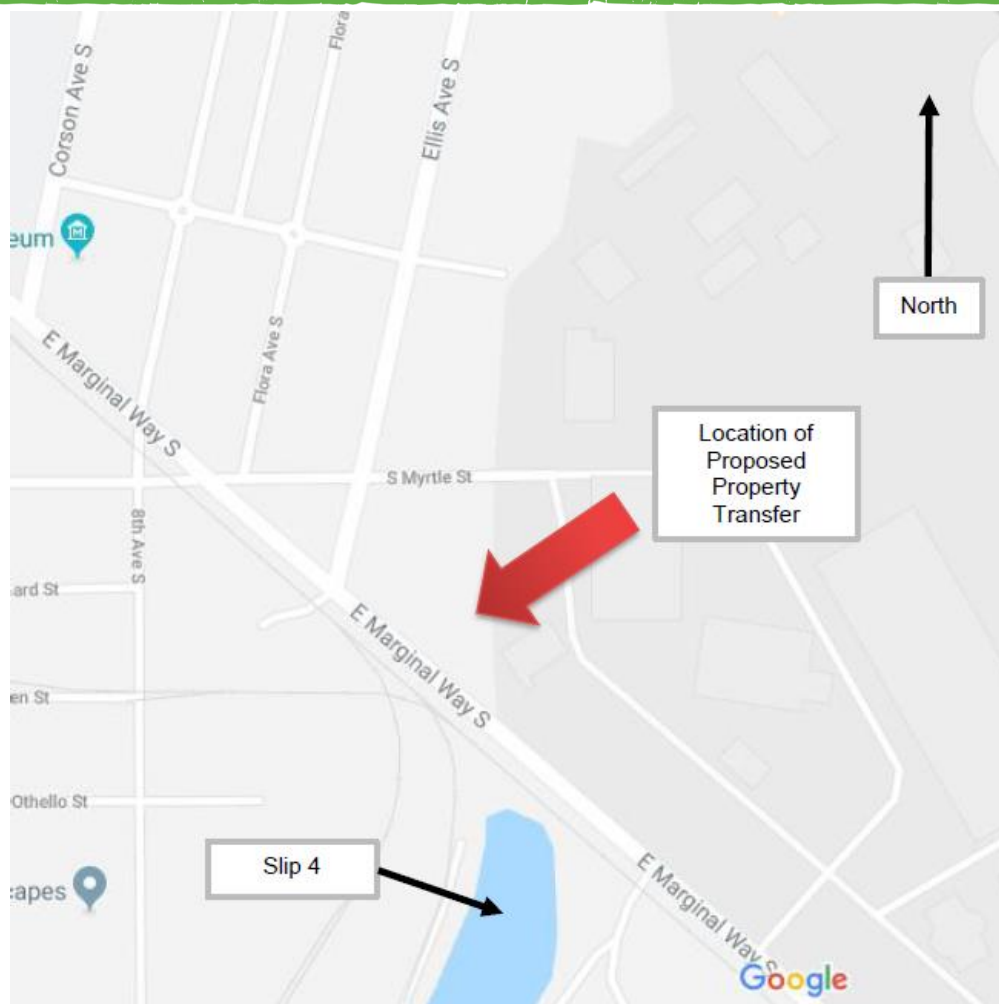 Flora
Corson Ave S
Ellis Ave S
eum
North
E Marginal Way S
Flora Ave S
Location of
Proposed
Property
Transfer
S Myrtle St
8th Ave S
ard St
E Marginal Way S
en St
Othello St
Slip 4
capes
E Marginal Way S
Google